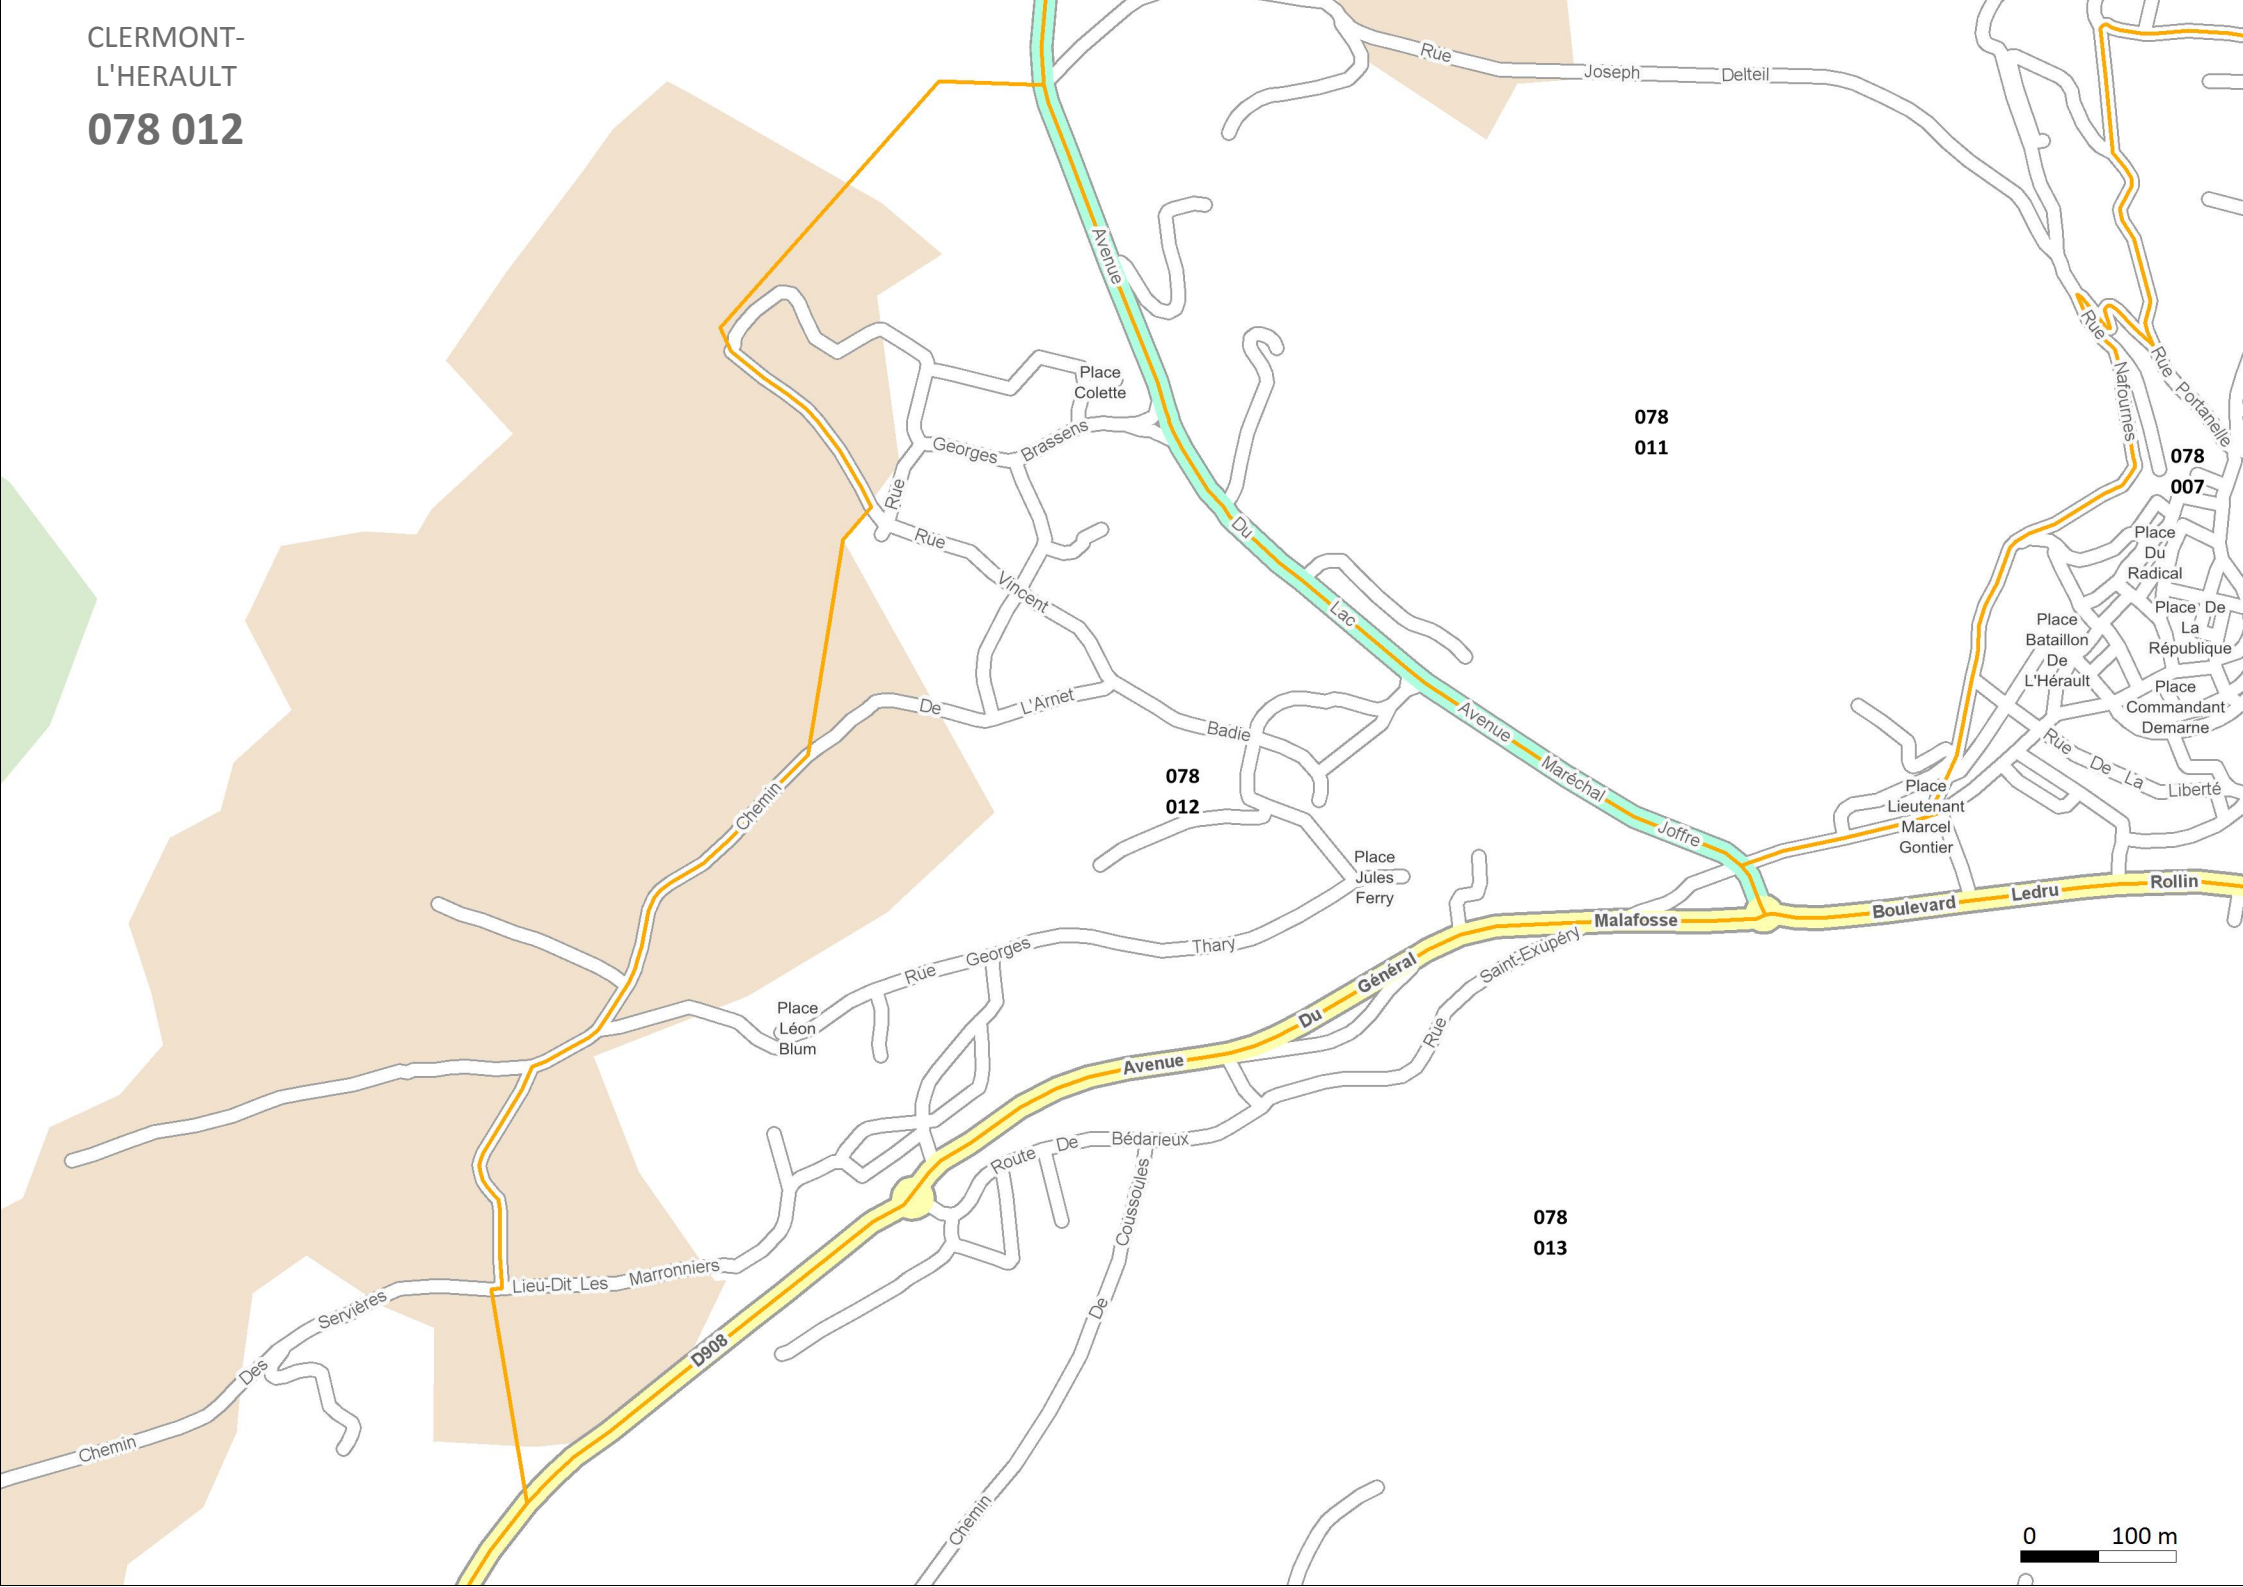 CLERMONT-
L'HERAULT
078 012
Rue Joseph Delteil
Avenue Du Lac
Place
Colette
Rue Georges Brassens
078
011
Rue Nafournes
Rue Portanelle
078
007
Place
Du
Radical
Place De
La
République
Place
Bataillon
De
L'Hérault
Place
Commandant
Demarne
Rue De La Liberté
Rue Vincent Badie
Chemin De L'Arnet
078
012
Avenue Maréchal Joffre
Place
Lieutenant
Marcel
Gontier
Place
Jules
Ferry
Boulevard Ledru Rollin
Rue Georges Thary
Avenue Du Général Malafosse
Rue Saint-Exupéry
Place
Léon
Blum
Route De Bédarieux
Chemin De Coussoules
078
013
Lieu-Dit Les Marronniers
Chemin Des Servières
D908
0 100 m